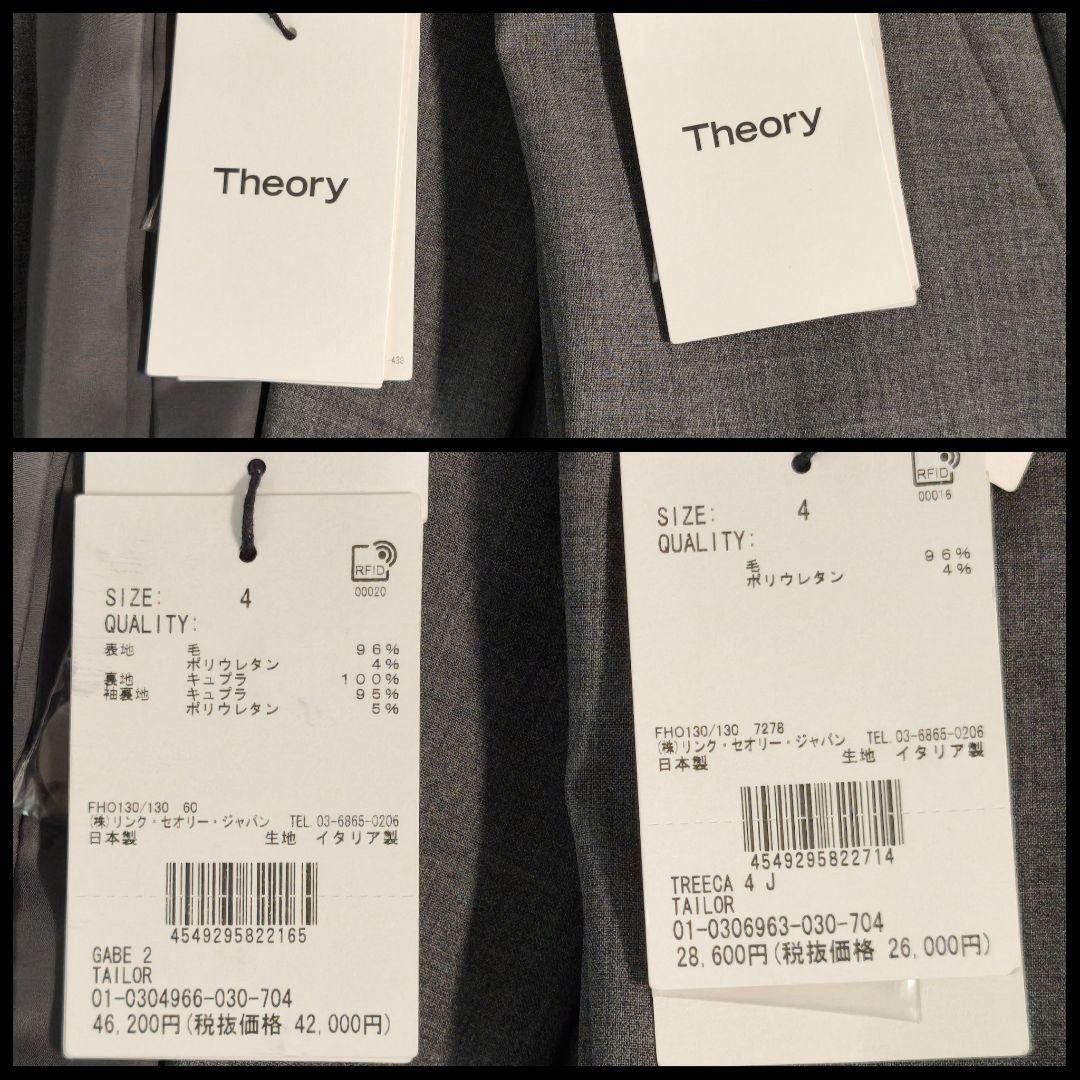 Theory
-433
Theory
RFID
00020
SIZE: 4
QUALITY:
表地 毛 96%
ポリウレタン 4%
裏地 キュプラ 100%
袖裏地 キュプラ 95%
ポリウレタン 5%
FHO130/130 60
(株)リンク・セオリー・ジャパン TEL.03-6865-0206
日本製 生地 イタリア製
4549295822165
GABE 2
TAILOR
01-0304966-030-704
46,200円(税抜価格 42,000円)
RFID
00016
SIZE: 4
QUALITY:
毛 96%
ポリウレタン 4%
FHO130/130 7278
(株)リンク・セオリー・ジャパン TEL.03-6865-0206
日本製 生地 イタリア製
4549295822714
TREECA 4 J
TAILOR
01-0306963-030-704
28,600円(税抜価格 26,000円)